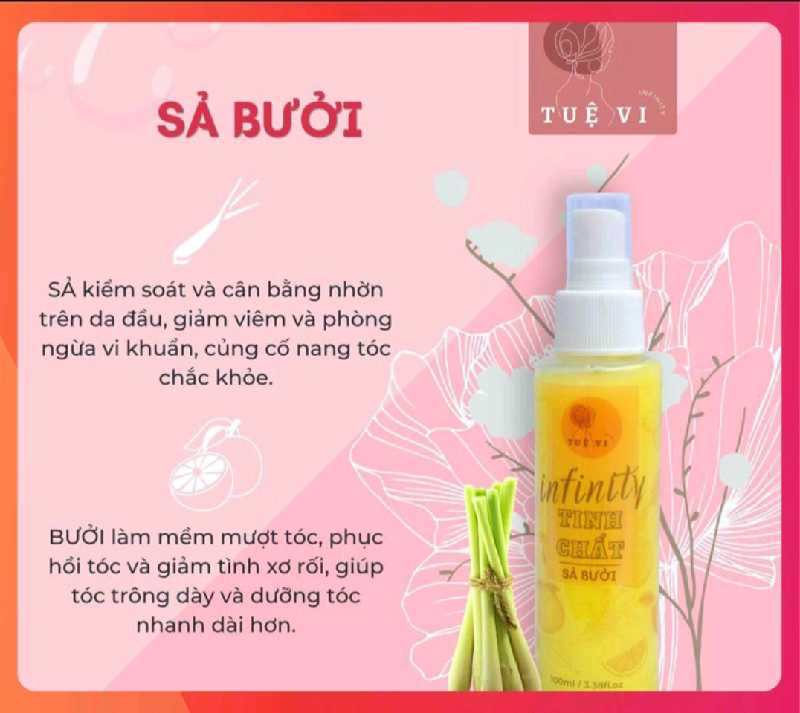 TUỆ VI
INFINITY
SẢ BƯỞI
SẢ kiểm soát và cân bằng nhờn
trên da đầu, giảm viêm và phòng
ngừa vi khuẩn, củng cố nang tóc
chắc khỏe.
BƯỞI làm mềm mượt tóc, phục
hồi tóc và giảm tình xơ rối, giúp
tóc trông dày và dưỡng tóc
nhanh dài hơn.
TUỆ VI
infinity
TINH
CHẤT
SẢ BƯỞI
100ml / 3.38fl.oz